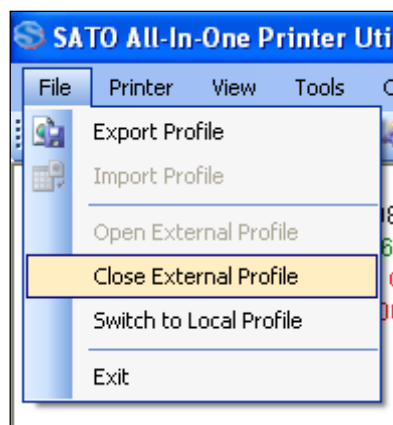 SATO All-In-One Printer Uti
File Printer View Tools
Export Profile
Import Profile
Open External Profile
Close External Profile
Switch to Local Profile
Exit